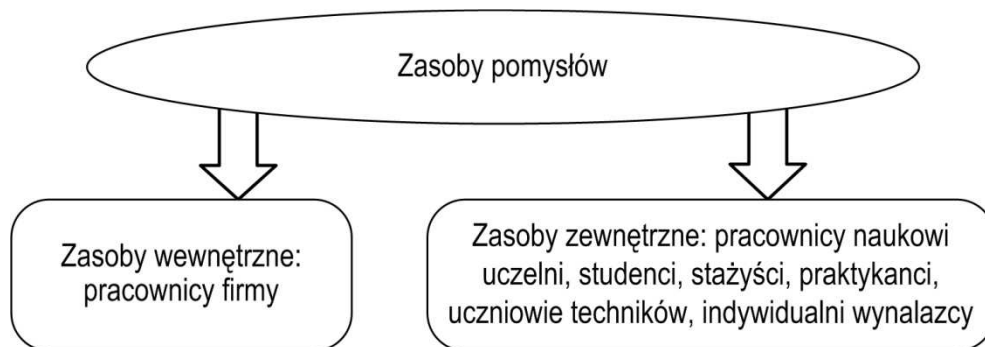 Zasoby pomysłów
Zasoby wewnętrzne:
pracownicy firmy
Zasoby zewnętrzne: pracownicy naukowi
uczelni, studenci, stażyści, praktykanci,
uczniowie techników, indywidualni wynalazcy